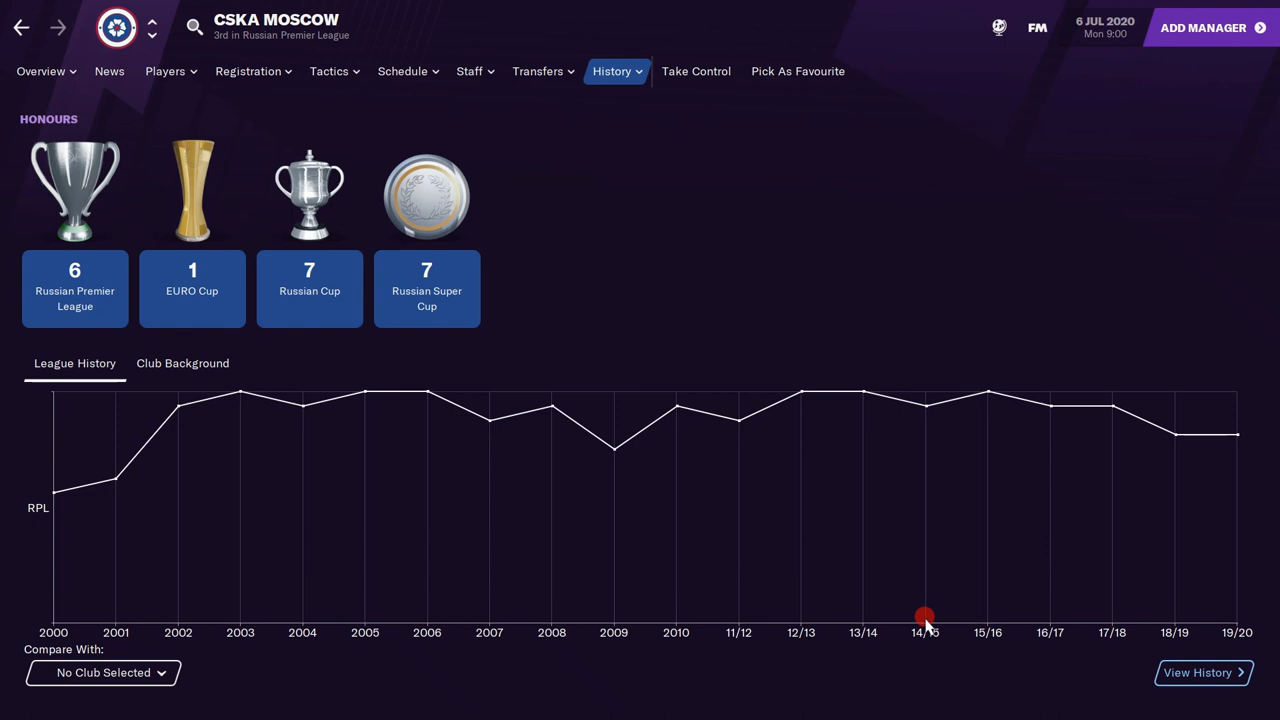 CSKA MOSCOW
3rd in Russian Premier League
FM
6 JUL 2020
Mon 9:00
ADD MANAGER
Overview
News
Players
Registration
Tactics
Schedule
Staff
Transfers
History
Take Control
Pick As Favourite
HONOURS
6
Russian Premier
League
1
EURO Cup
7
Russian Cup
7
Russian Super
Cup
League History
Club Background
RPL
2000 2001 2002 2003 2004 2005 2006 2007 2008 2009 2010 11/12 12/13 13/14 14/15 15/16 16/17 17/18 18/19 19/20
Compare With:
No Club Selected
View History